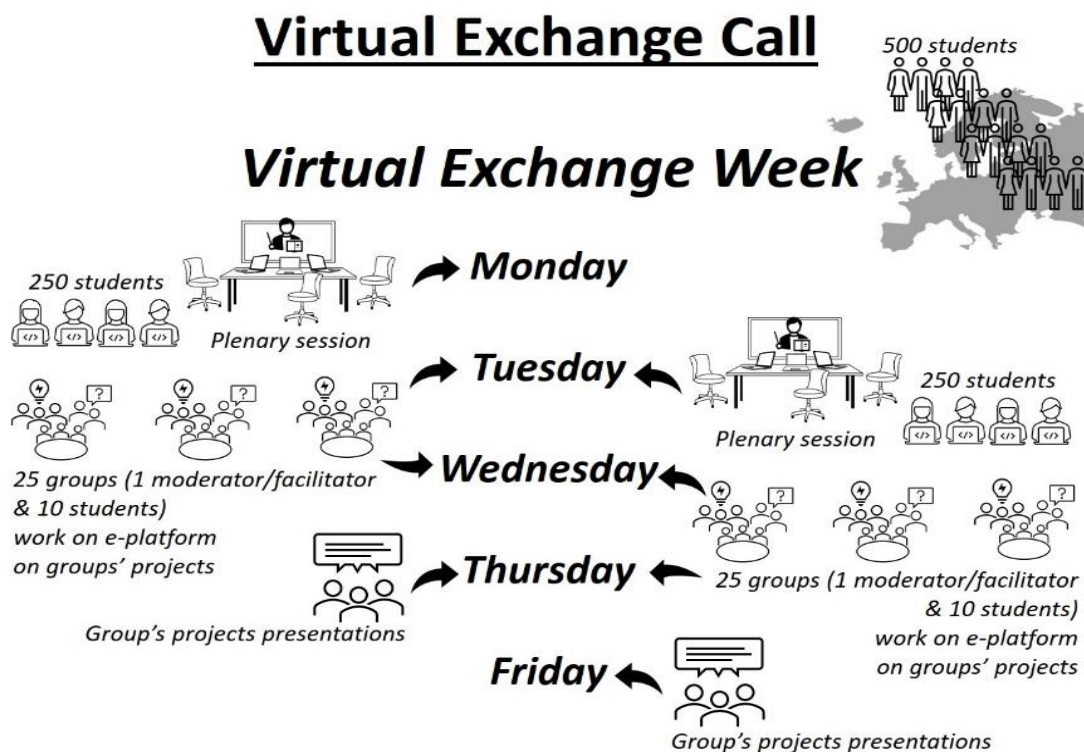 Virtual Exchange Call
500 students
Virtual Exchange Week
Monday
250 students
Plenary session
Tuesday
250 students
Plenary session
Wednesday
25 groups (1 moderator/facilitator
& 10 students)
work on e-platform
on groups' projects
Thursday
25 groups (1 moderator/facilitator
& 10 students)
work on e-platform
on groups' projects
Group's projects presentations
Friday
Group's projects presentations